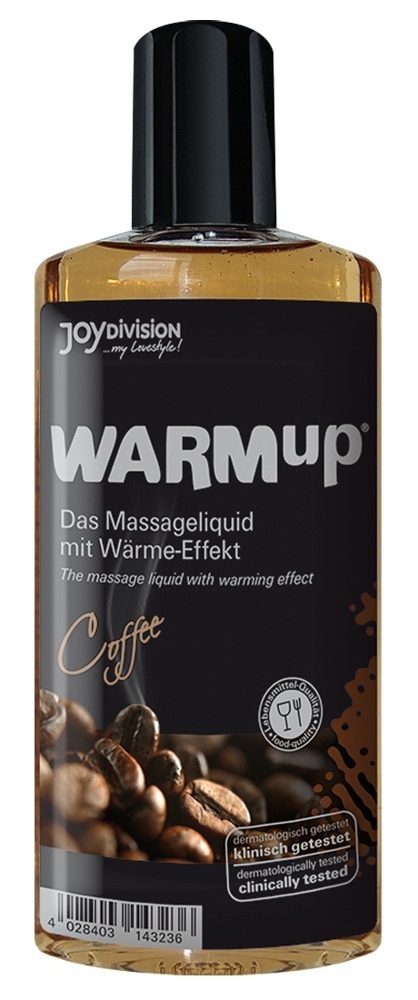 JOYDIVISION
...my Lovestyle!
WARMup®
Das Massageliquid
mit Wärme-Effekt
The massage liquid with warming effect
Coffee
Lebensmittel-Qualität
• food-quality •
dermatologisch getestet
klinisch getestet
dermatologically tested
clinically tested
4 028403 143236